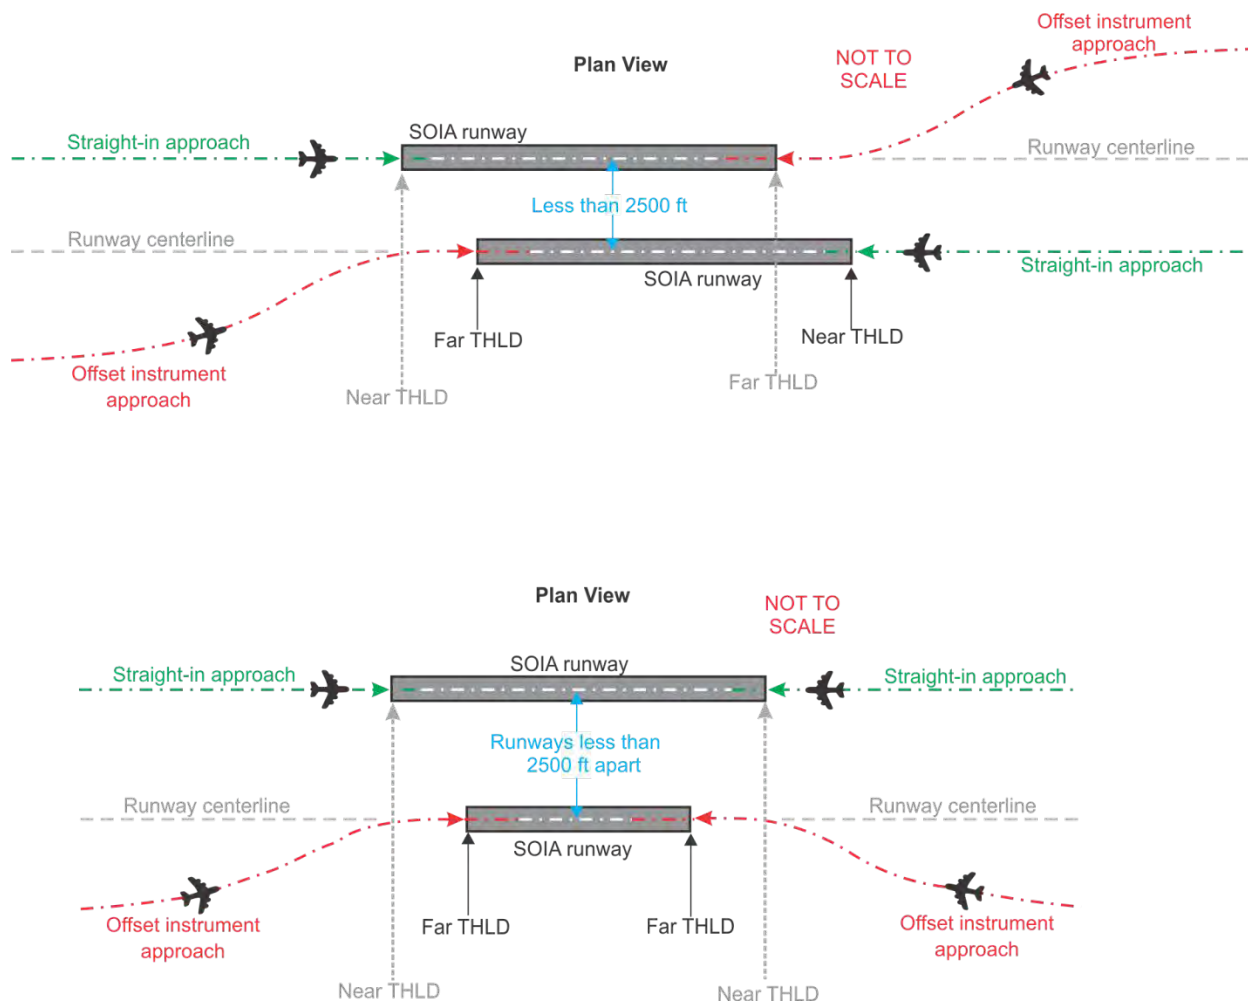 Offset instrument
approach
Plan View
NOT TO
SCALE
SOIA runway
Straight-in approach
Runway centerline
Less than 2500 ft
Runway centerline
SOIA runway
Straight-in approach
Far THLD
Near THLD
Offset instrument
approach
Near THLD
Far THLD
Plan View
NOT TO
SCALE
SOIA runway
Straight-in approach
Straight-in approach
Runways less than
2500 ft apart
Runway centerline
Runway centerline
SOIA runway
Offset instrument
approach
Far THLD
Far THLD
Offset instrument
approach
Near THLD
Near THLD